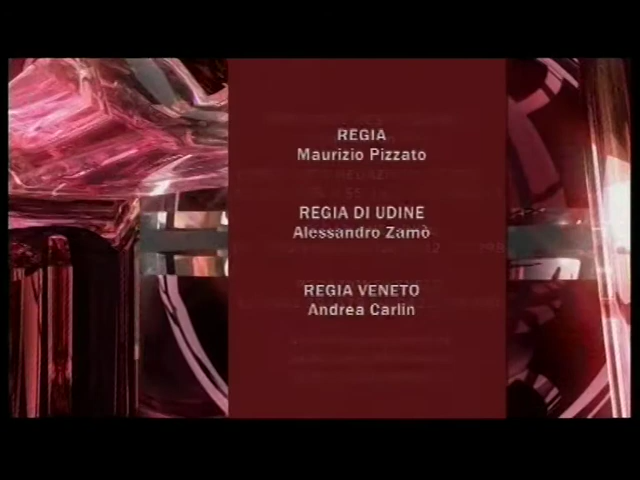 REGIA
Maurizio Pizzato
REGIA DI UDINE
Alessandro Zamò
REGIA VENETO
Andrea Carlin